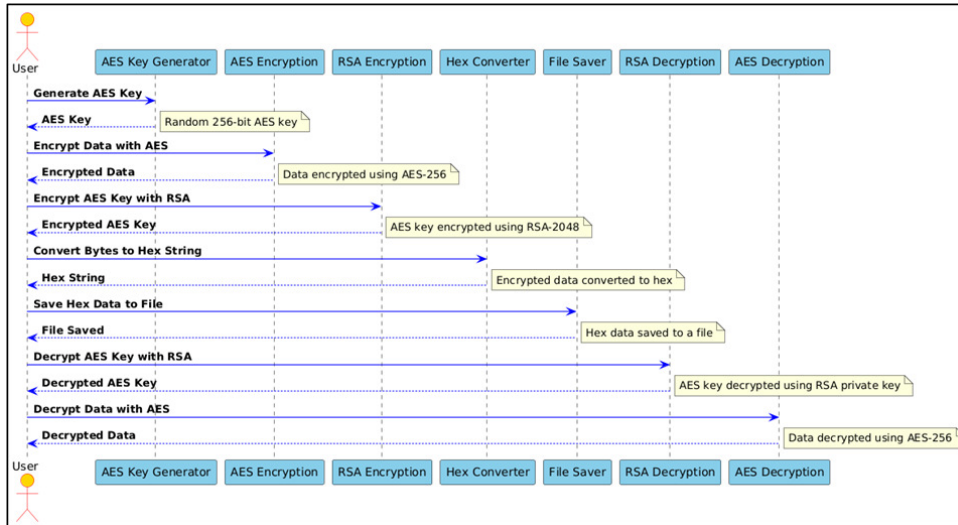 User
AES Key Generator
AES Encryption
RSA Encryption
Hex Converter
File Saver
RSA Decryption
AES Decryption
Generate AES Key
AES Key
Random 256-bit AES key
Encrypt Data with AES
Encrypted Data
Data encrypted using AES-256
Encrypt AES Key with RSA
Encrypted AES Key
AES key encrypted using RSA-2048
Convert Bytes to Hex String
Hex String
Encrypted data converted to hex
Save Hex Data to File
File Saved
Hex data saved to a file
Decrypt AES Key with RSA
Decrypted AES Key
AES key decrypted using RSA private key
Decrypt Data with AES
Decrypted Data
Data decrypted using AES-256
User
AES Key Generator
AES Encryption
RSA Encryption
Hex Converter
File Saver
RSA Decryption
AES Decryption